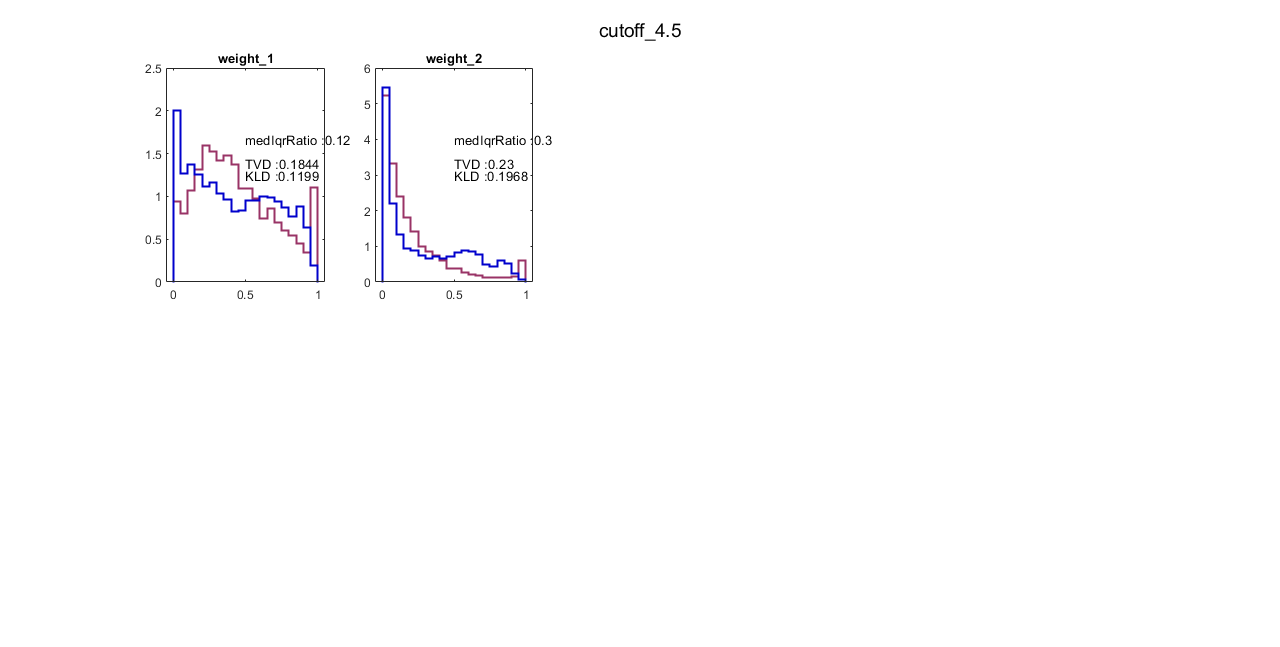 cutoff_4.5
weight_1
2.5
2
1.5
1
0.5
0
0
0.5
1
medIqrRatio :0.12
TVD :0.1844
KLD :0.1199
weight_2
6
5
4
3
2
1
0
0
0.5
1
medIqrRatio :0.3
TVD :0.23
KLD :0.1968